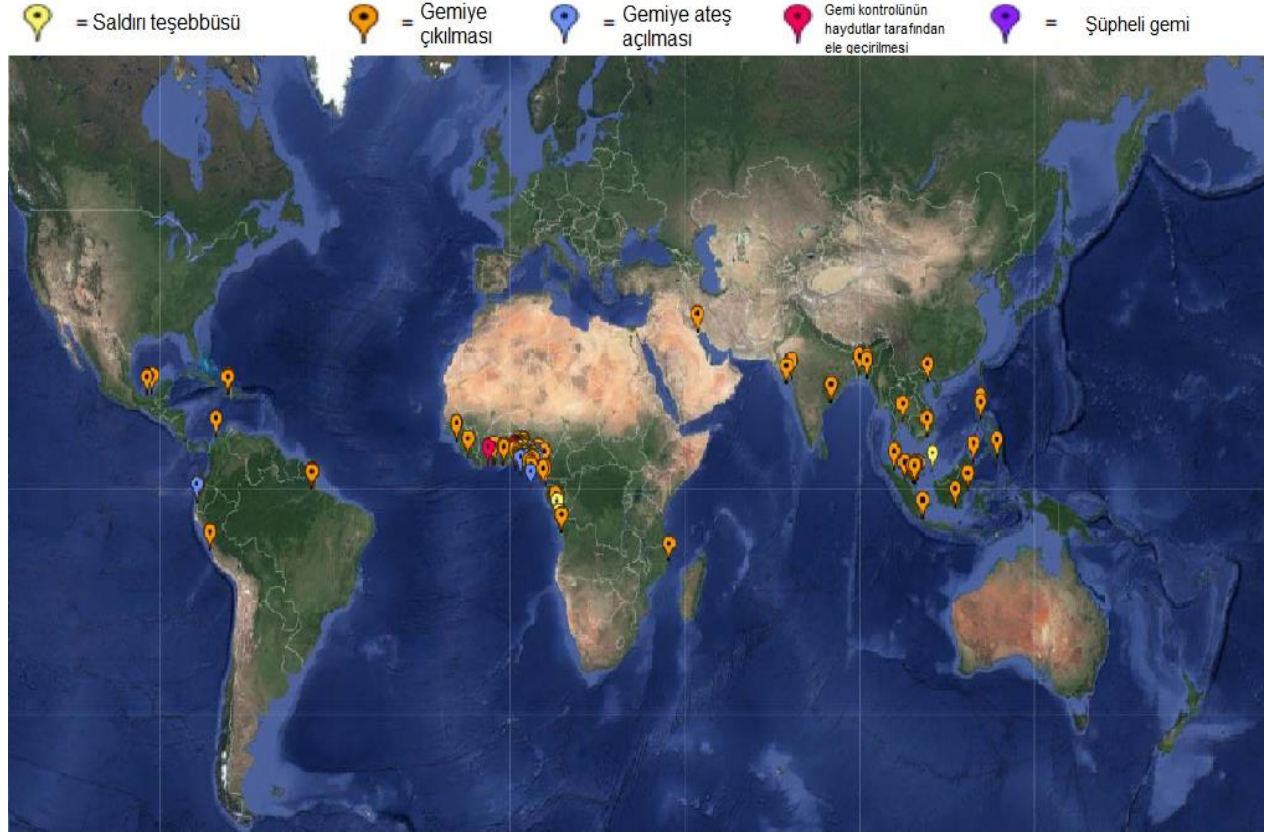 = Saldırı teşebbüsü
= Gemiye
çıkılması
= Gemiye ateş
açılması
Gemi kontrolünün
= haydutlar tarafından
ele geçirilmesi
= Şüpheli gemi